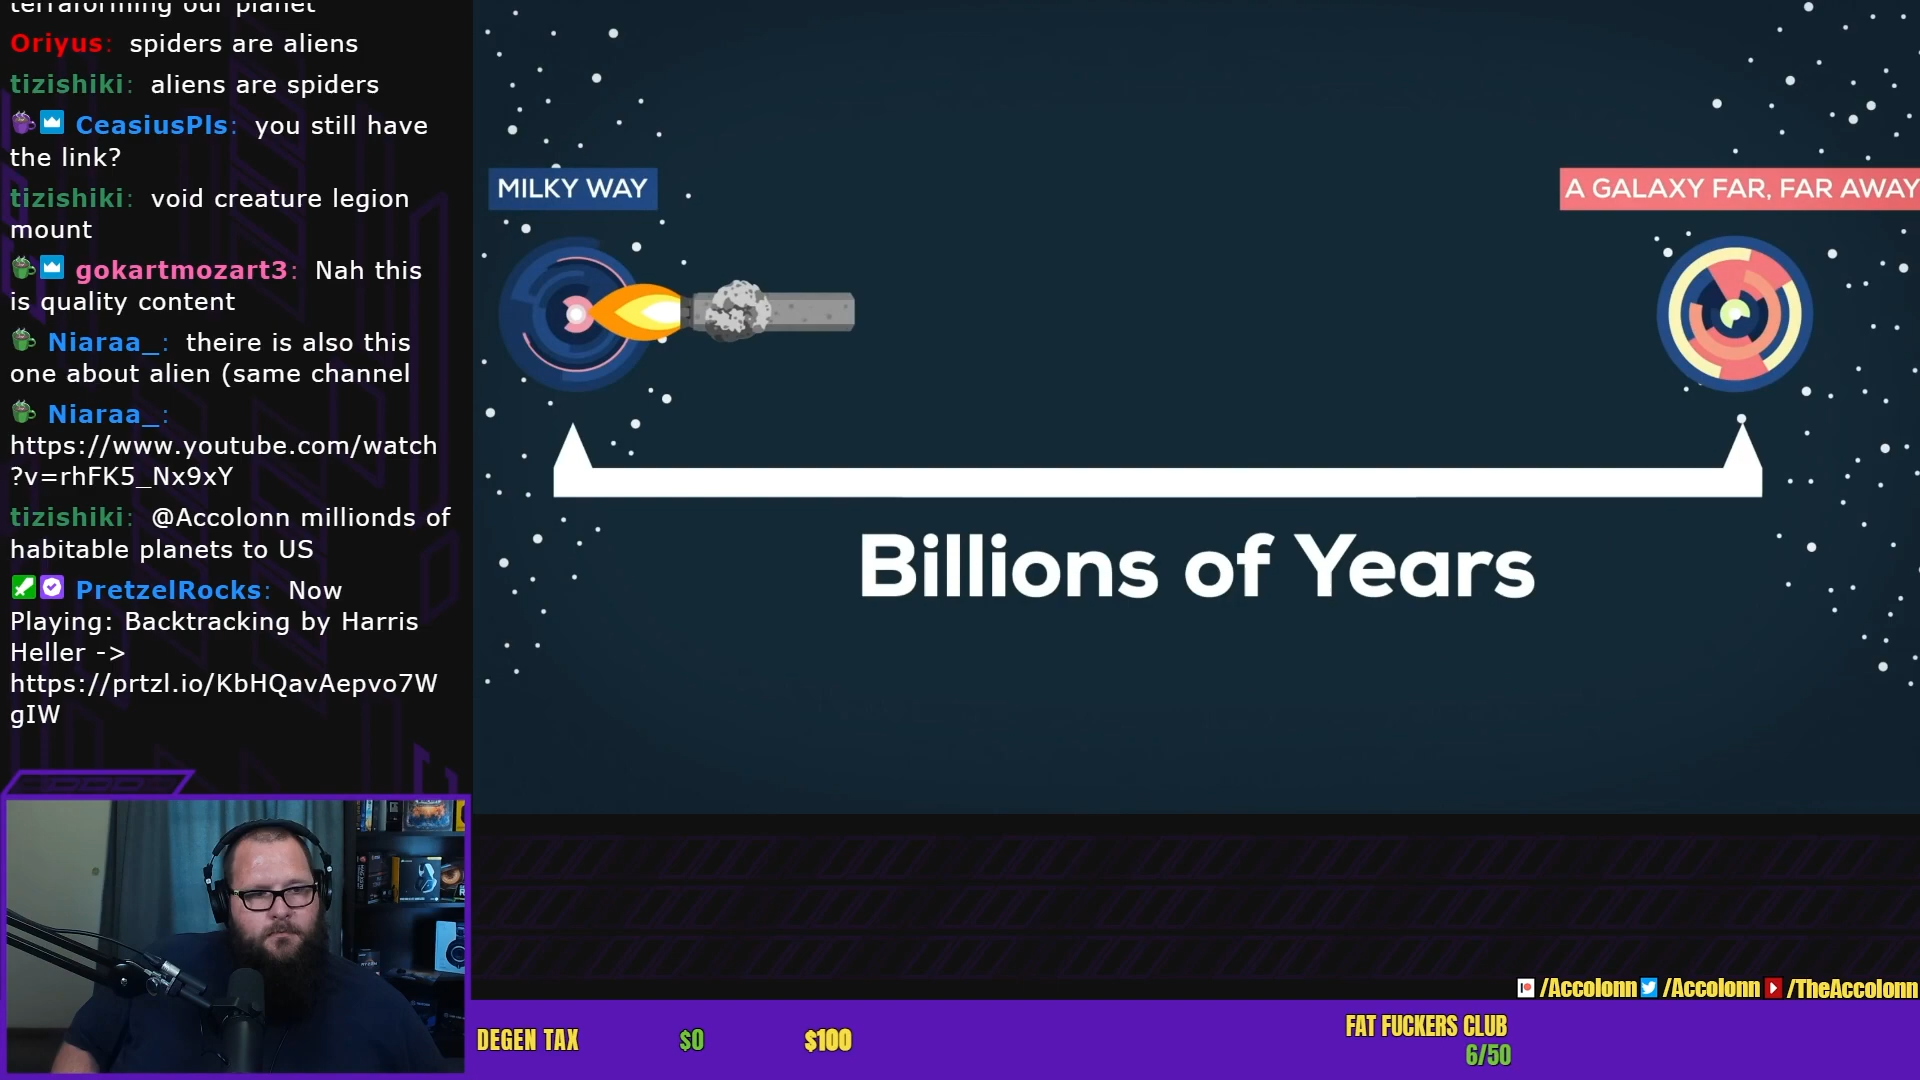 terraforming our planet
Oriyus: spiders are aliens
tizishiki: aliens are spiders
CeasiusPls: you still have
the link?
tizishiki: void creature legion
mount
gokartmozart3: Nah this
is quality content
Niaraa_: theire is also this
one about alien (same channel
Niaraa_:
https://www.youtube.com/watch
?v=rhFK5_Nx9xY
tizishiki: @Accolonn millionds of
habitable planets to US
PretzelRocks: Now
Playing: Backtracking by Harris
Heller ->
https://prtzl.io/KbHQavAepvo7W
gIW
MILKY WAY
A GALAXY FAR, FAR AWAY
Billions of Years
/Accolonn /Accolonn /TheAccolonn
DEGEN TAX $0 $100
FAT FUCKERS CLUB
6/50